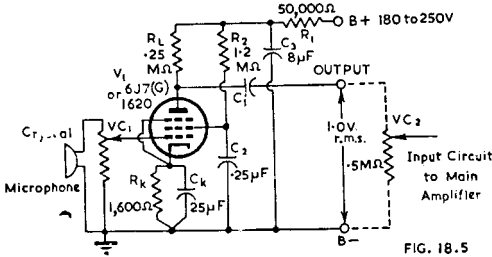 50,000Ω
B+ 180 to 250V
R1
RL
.25
MΩ
R2
1.2
MΩ
C3
8μF
OUTPUT
V1
6J7(G)
or 1620
C1
VC1
Microphone
C2
.25μF
1.0V.
r.m.s.
.5MΩ
VC2
Input Circuit
to Main
Amplifier
Rk
1,600Ω
Ck
25μF
B−
FIG. 18.5